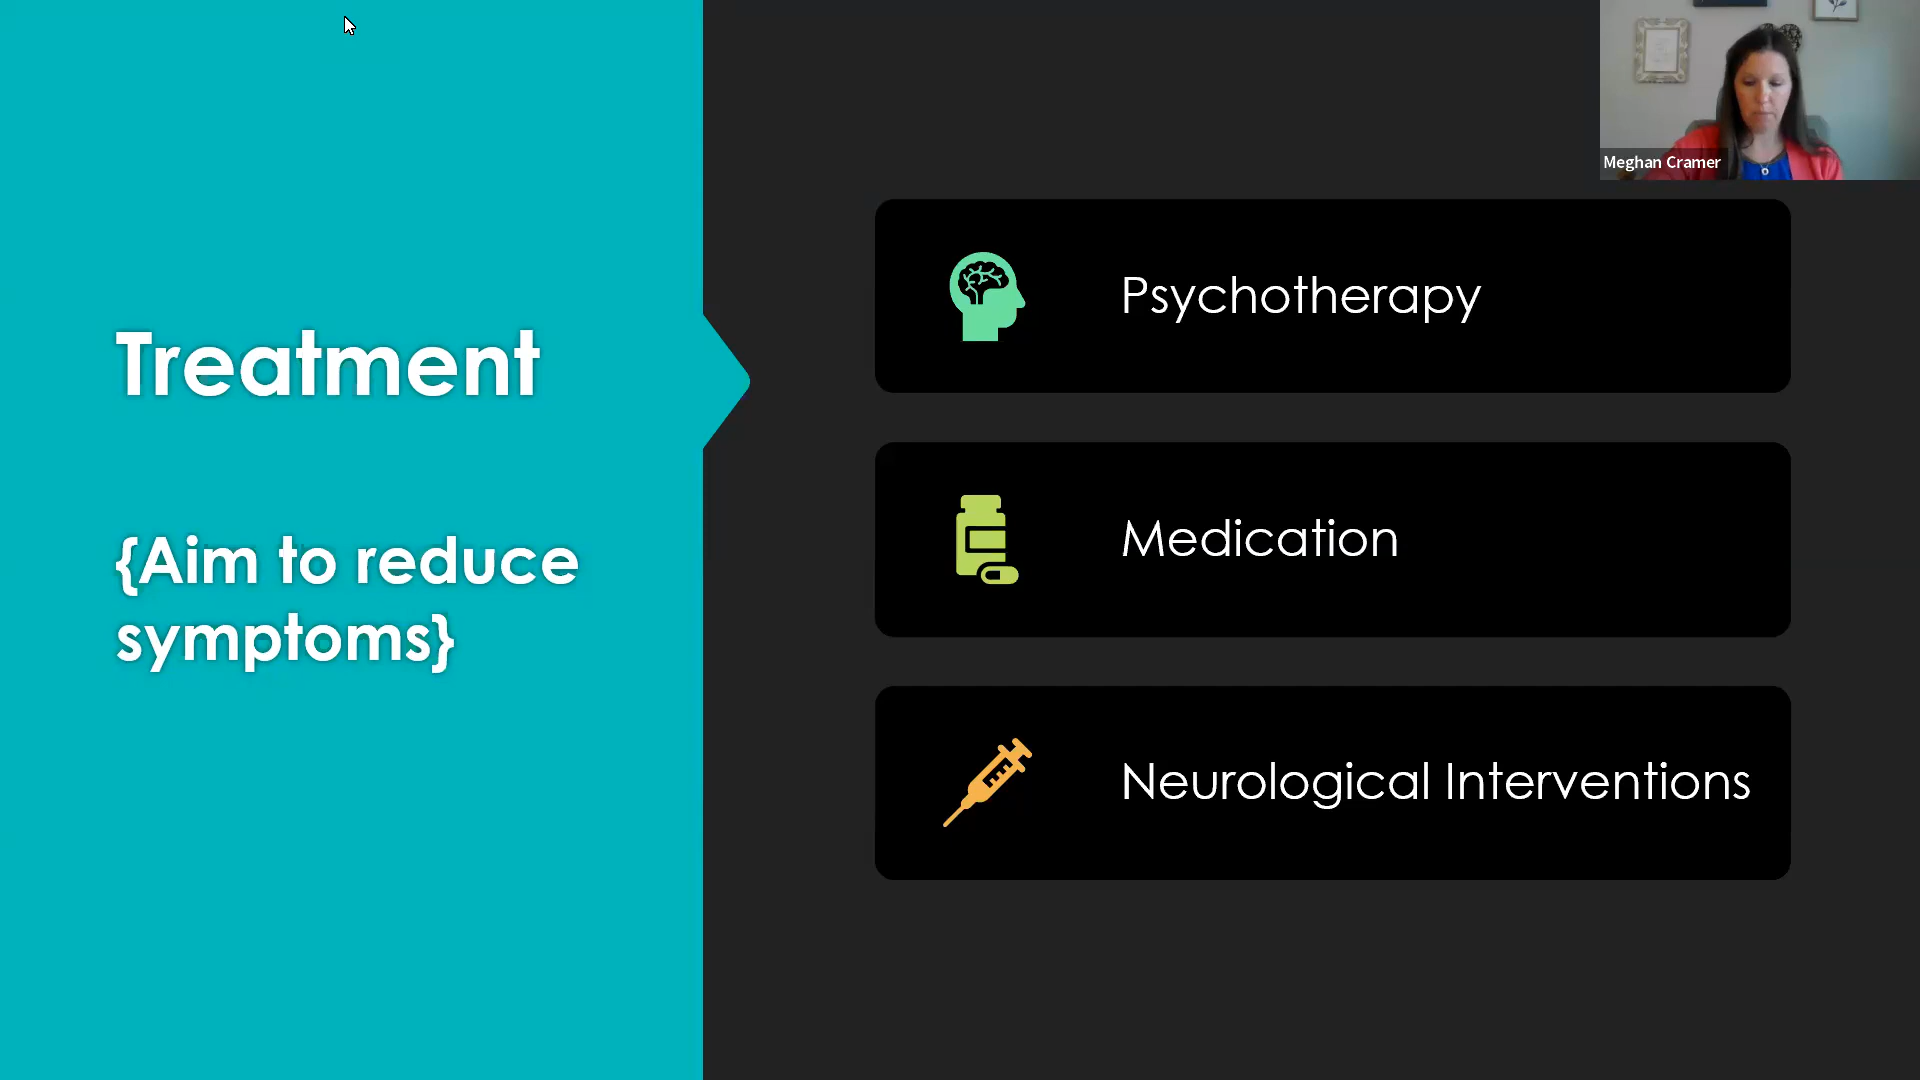 Treatment
{Aim to reduce
symptoms}
Meghan Cramer
Psychotherapy
Medication
Neurological Interventions